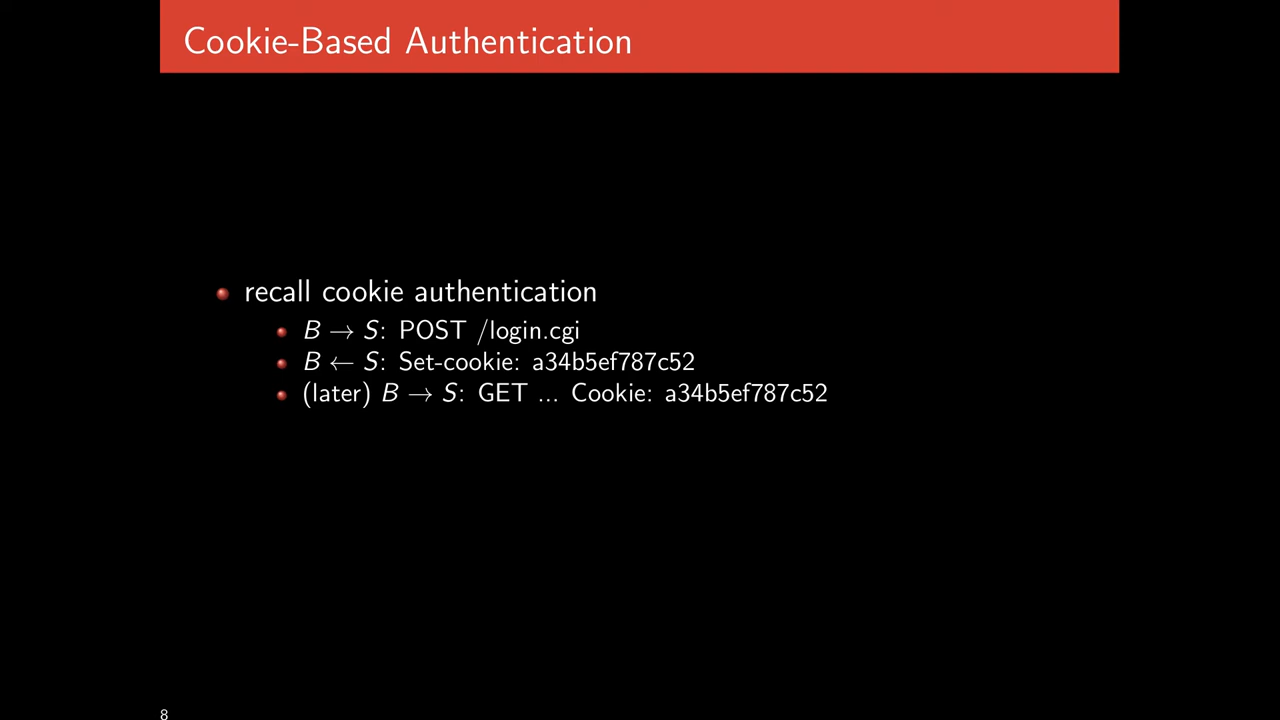 Cookie-Based Authentication
recall cookie authentication
B → S: POST /login.cgi
B ← S: Set-cookie: a34b5ef787c52
(later) B → S: GET ... Cookie: a34b5ef787c52
8